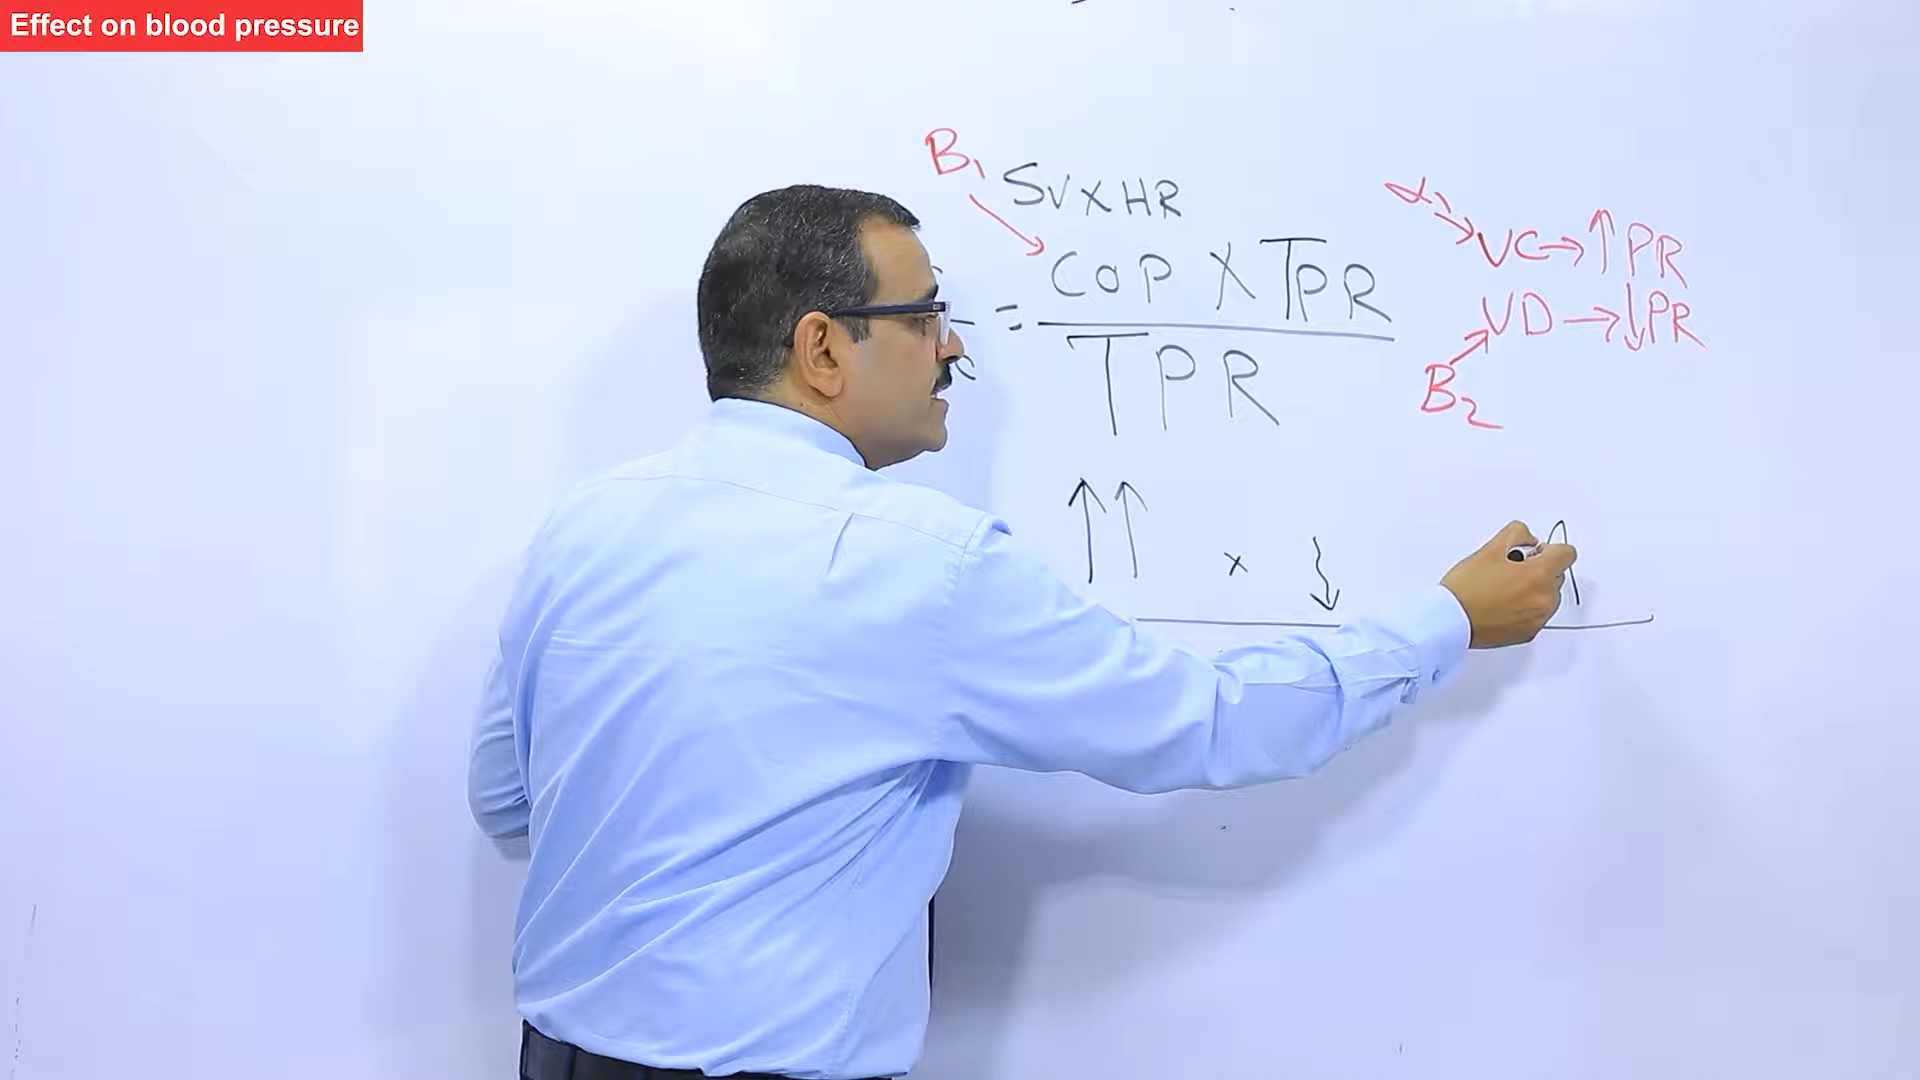 Effect on blood pressure
B1
SV X HR
= COP X TPR
TPR
α1 → VC → ↑ PR
VD → ↓ PR
B2
↑ ↑ x ↓ ↑